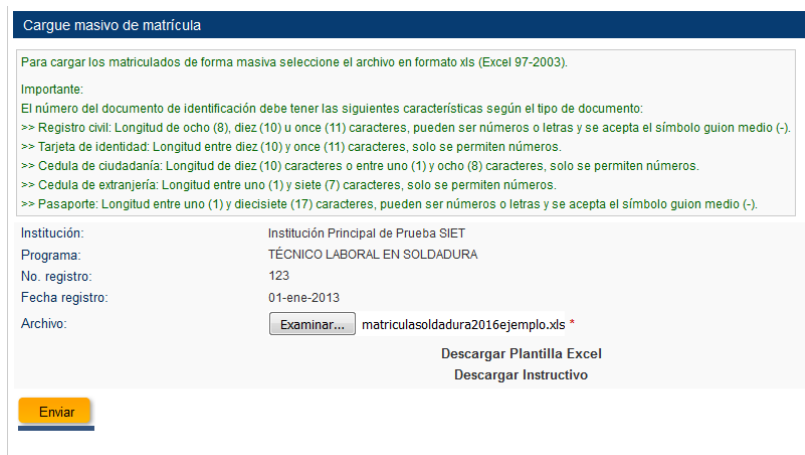 Cargue masivo de matrícula
Para cargar los matriculados de forma masiva seleccione el archivo en formato xls (Excel 97-2003).
Importante:
El número del documento de identificación debe tener las siguientes características según el tipo de documento:
>> Registro civil: Longitud de ocho (8), diez (10) u once (11) caracteres, pueden ser números o letras y se acepta el símbolo guion medio (-).
>> Tarjeta de identidad: Longitud entre diez (10) y once (11) caracteres, solo se permiten números.
>> Cedula de ciudadanía: Longitud de diez (10) caracteres o entre uno (1) y ocho (8) caracteres, solo se permiten números.
>> Cedula de extranjería: Longitud entre uno (1) y siete (7) caracteres, solo se permiten números.
>> Pasaporte: Longitud entre uno (1) y diecisiete (17) caracteres, pueden ser números o letras y se acepta el símbolo guion medio (-).
Institución: Institución Principal de Prueba SIET
Programa: TÉCNICO LABORAL EN SOLDADURA
No. registro: 123
Fecha registro: 01-ene-2013
Archivo: Examinar... matriculasoldadura2016ejemplo.xls *
Descargar Plantilla Excel
Descargar Instructivo
Enviar